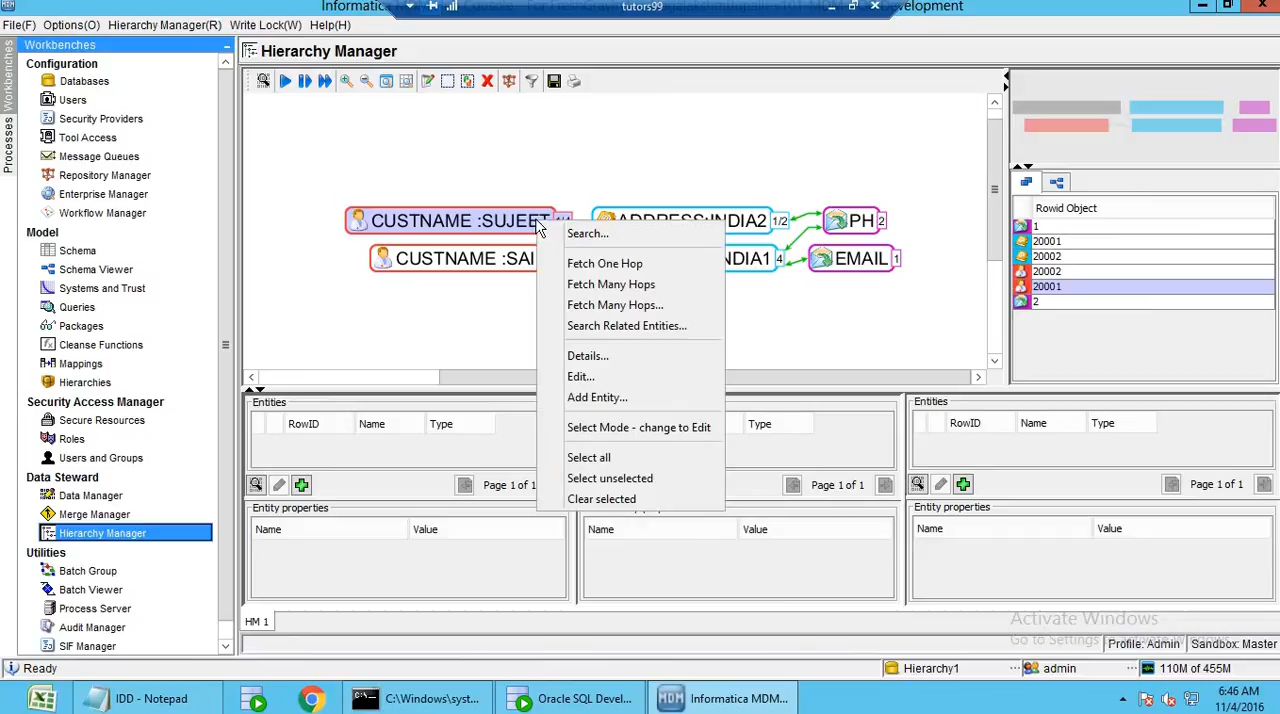 tutors99
Development
File(F) Options(O) Hierarchy Manager(R) Write Lock(W) Help(H)
Workbenches
Processes
Workbenches
Configuration
Databases
Users
Security Providers
Tool Access
Message Queues
Repository Manager
Enterprise Manager
Workflow Manager
Model
Schema
Schema Viewer
Systems and Trust
Queries
Packages
Cleanse Functions
Mappings
Hierarchies
Security Access Manager
Secure Resources
Roles
Users and Groups
Data Steward
Data Manager
Merge Manager
Hierarchy Manager
Utilities
Batch Group
Batch Viewer
Process Server
Audit Manager
SIF Manager
Hierarchy Manager
CUSTNAME :SUJEET ADDRESS:INDIA2 1/2 PH 2
CUSTNAME :SAI INDIA1 4 EMAIL 1
Search...
Fetch One Hop
Fetch Many Hops
Fetch Many Hops...
Search Related Entities...
Details...
Edit...
Add Entity...
Select Mode - change to Edit
Select all
Select unselected
Clear selected
Rowid Object
1
20001
20002
20002
20001
2
Entities
RowID Name Type
Page 1 of 1
Entity properties
Name Value
Type
Page 1 of 1
Name Value
Entities
RowID Name Type
Page 1 of 1
Entity properties
Name Value
HM 1
Activate Windows
Profile: Admin Sandbox: Master
Ready
Hierarchy1 admin 110M of 455M
IDD - Notepad
C:\Windows\syst...
Oracle SQL Devel...
MDM Informatica MDM...
6:46 AM
11/4/2016